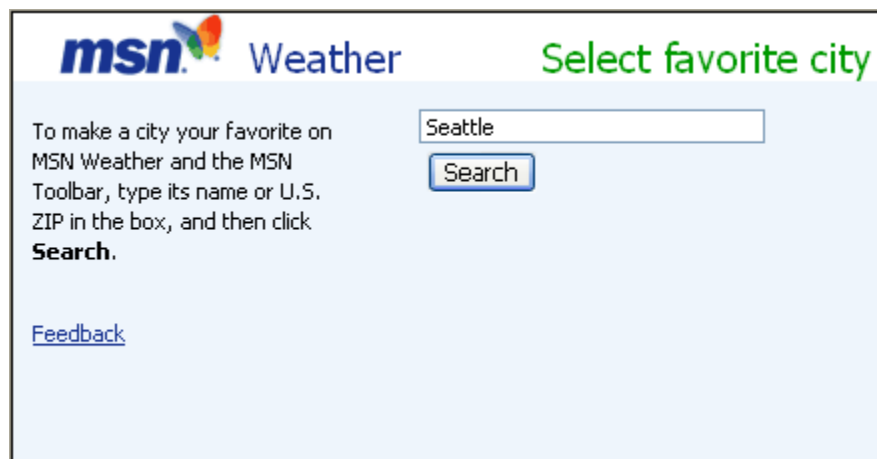 msn Weather Select favorite city
To make a city your favorite on
MSN Weather and the MSN
Toolbar, type its name or U.S.
ZIP in the box, and then click
Search.
Seattle
Search
Feedback